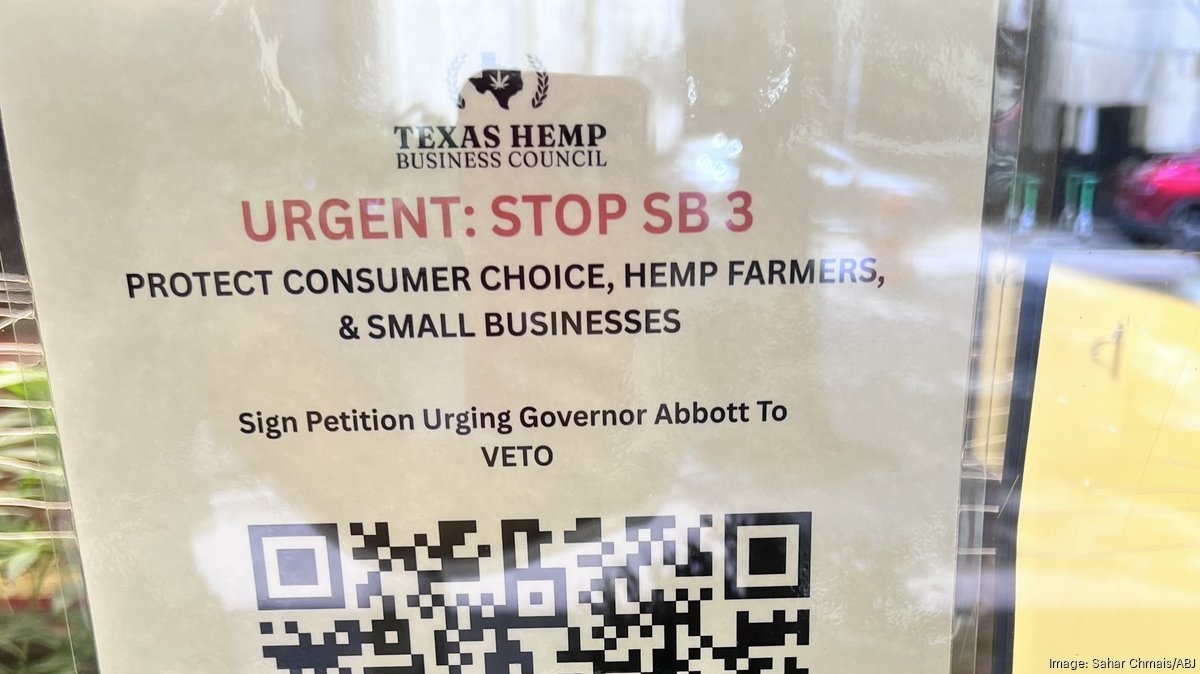 TEXAS HEMP
BUSINESS COUNCIL
URGENT: STOP SB 3
PROTECT CONSUMER CHOICE, HEMP FARMERS,
& SMALL BUSINESSES
Sign Petition Urging Governor Abbott To
VETO
Image: Sahar Chmais/ABJ